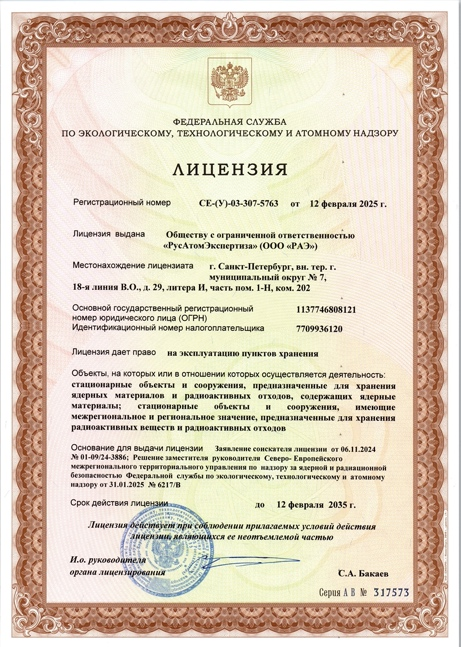 ФЕДЕРАЛЬНАЯ СЛУЖБА
ПО ЭКОЛОГИЧЕСКОМУ, ТЕХНОЛОГИЧЕСКОМУ И АТОМНОМУ НАДЗОРУ
ЛИЦЕНЗИЯ
Регистрационный номер СЕ-(У)-03-307-5763 от 12 февраля 2025 г.
Лицензия выдана Обществу с ограниченной ответственностью
«РусАтомЭкспертиза» (ООО «РАЭ»)
Местонахождение лицензиата г. Санкт-Петербург, вн. тер. г.
муниципальный округ № 7,
18-я линия В.О., д. 29, литера И, часть пом. 1-Н, ком. 202
Основной государственный регистрационный
номер юридического лица (ОГРН) 1137746808121
Идентификационный номер налогоплательщика 7709936120
Лицензия дает право на эксплуатацию пунктов хранения
Объекты, на которых или в отношении которых осуществляется деятельность:
стационарные объекты и сооружения, предназначенные для хранения
ядерных материалов и радиоактивных отходов, содержащих ядерные
материалы; стационарные объекты и сооружения, имеющие
межрегиональное и региональное значение, предназначенные для хранения
радиоактивных веществ и радиоактивных отходов
Основание для выдачи лицензии Заявление соискателя лицензии от 06.11.2024
№ 01-09/24-3886; Решение заместителя руководителя Северо- Европейского
межрегионального территориального управления по надзору за ядерной и радиационной
безопасностью Федеральной службы по экологическому, технологическому и атомному
надзору от 31.01.2025 № 6217/В
Срок действия лицензии до 12 февраля 2035 г.
Лицензия действует при соблюдении прилагаемых условий действия
лицензии, являющихся ее неотъемлемой частью
И.о. руководителя
органа лицензирования С.А. Бакаев
Серия А В № 317573